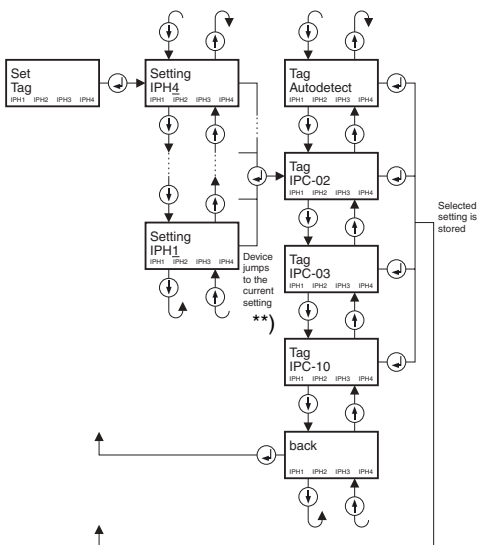 Set
Tag
IPH1 IPH2 IPH3 IPH4
Setting
IPH4
IPH1 IPH2 IPH3 IPH4
Setting
IPH1
IPH1 IPH2 IPH3 IPH4
Device
jumps
to the
current
setting
**)
Tag
Autodetect
IPH1 IPH2 IPH3 IPH4
Tag
IPC-02
IPH1 IPH2 IPH3 IPH4
Tag
IPC-03
IPH1 IPH2 IPH3 IPH4
Tag
IPC-10
IPH1 IPH2 IPH3 IPH4
back
IPH1 IPH2 IPH3 IPH4
Selected
setting is
stored